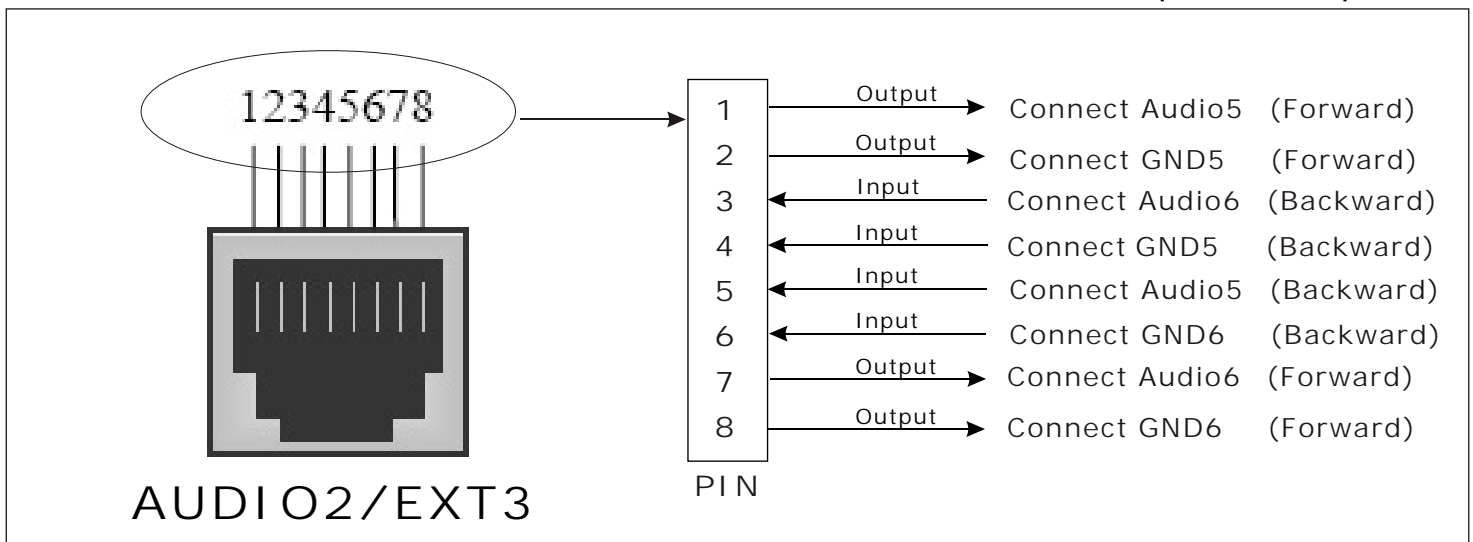 12345678
1 Output Connect Audio5 (Forward)
2 Output Connect GND5 (Forward)
3 Input Connect Audio6 (Backward)
4 Input Connect GND5 (Backward)
5 Input Connect Audio5 (Backward)
6 Input Connect GND6 (Backward)
7 Output Connect Audio6 (Forward)
8 Output Connect GND6 (Forward)
PIN
AUDIO2/EXT3